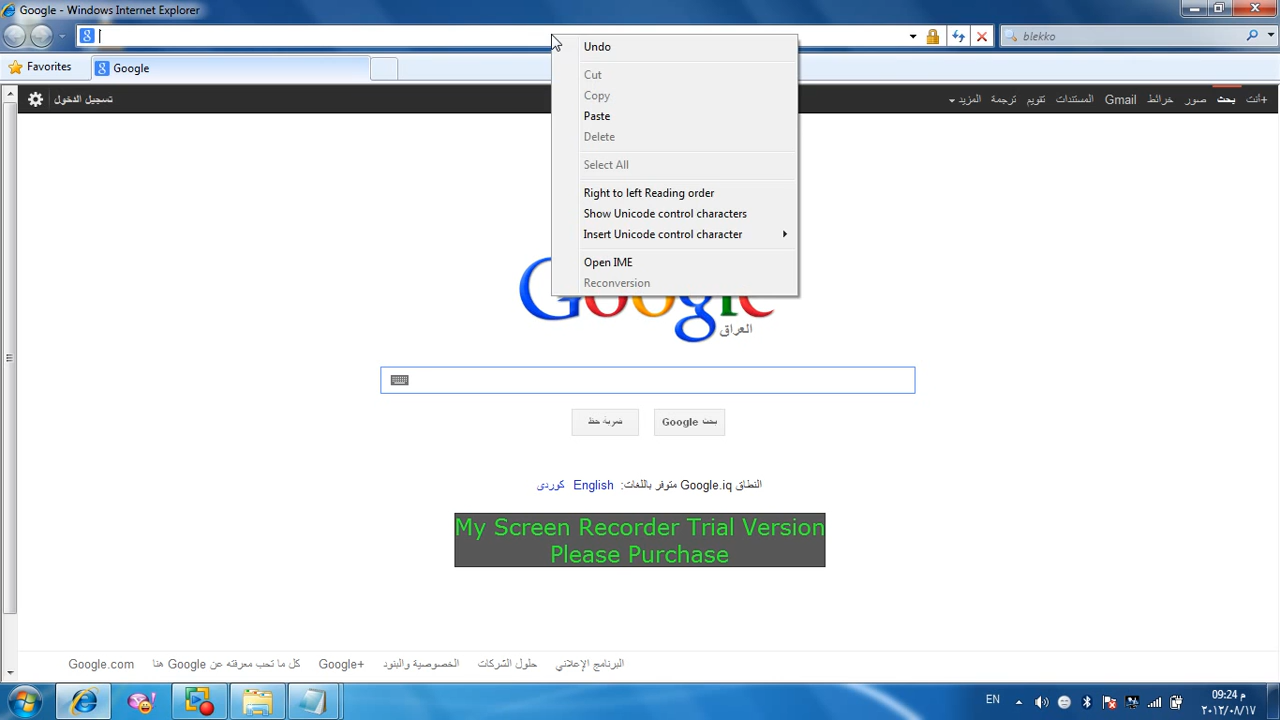 Google - Windows Internet Explorer
blekko
Favorites
Google
تسجيل الدخول
+أنت بحث صور خرائط Gmail المستندات تقويم ترجمة المزيد
Undo
Cut
Copy
Paste
Delete
Select All
Right to left Reading order
Show Unicode control characters
Insert Unicode control character
Open IME
Reconversion
Google
العراق
بحث Google
ضربة حظ
النطاق Google.iq متوفر باللغات: English كوردی
My Screen Recorder Trial Version
Please Purchase
البرنامج الإعلاني حلول الشركات الخصوصية والبنود Google+ كل ما تحب معرفته عن Google هنا Google.com
EN
09:24 م
٢٠١٢/٠٨/١٧